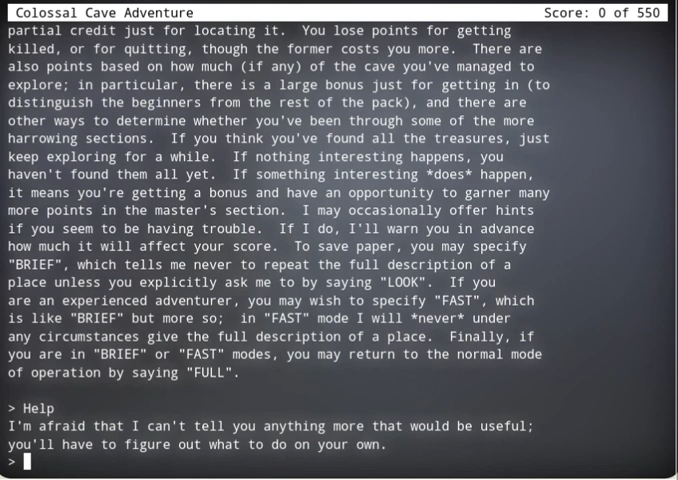 Colossal Cave Adventure Score: 0 of 550
partial credit just for locating it.  You lose points for getting
killed, or for quitting, though the former costs you more.  There are
also points based on how much (if any) of the cave you've managed to
explore; in particular, there is a large bonus just for getting in (to
distinguish the beginners from the rest of the pack), and there are
other ways to determine whether you've been through some of the more
harrowing sections.  If you think you've found all the treasures, just
keep exploring for a while.  If nothing interesting happens, you
haven't found them all yet.  If something interesting *does* happen,
it means you're getting a bonus and have an opportunity to garner many
more points in the master's section.  I may occasionally offer hints
if you seem to be having trouble.  If I do, I'll warn you in advance
how much it will affect your score.  To save paper, you may specify
"BRIEF", which tells me never to repeat the full description of a
place unless you explicitly ask me to by saying "LOOK".  If you
are an experienced adventurer, you may wish to specify "FAST", which
is like "BRIEF" but more so;  in "FAST" mode I will *never* under
any circumstances give the full description of a place.  Finally, if
you are in "BRIEF" or "FAST" modes, you may return to the normal mode
of operation by saying "FULL".
> Help
I'm afraid that I can't tell you anything more that would be useful;
you'll have to figure out what to do on your own.
>